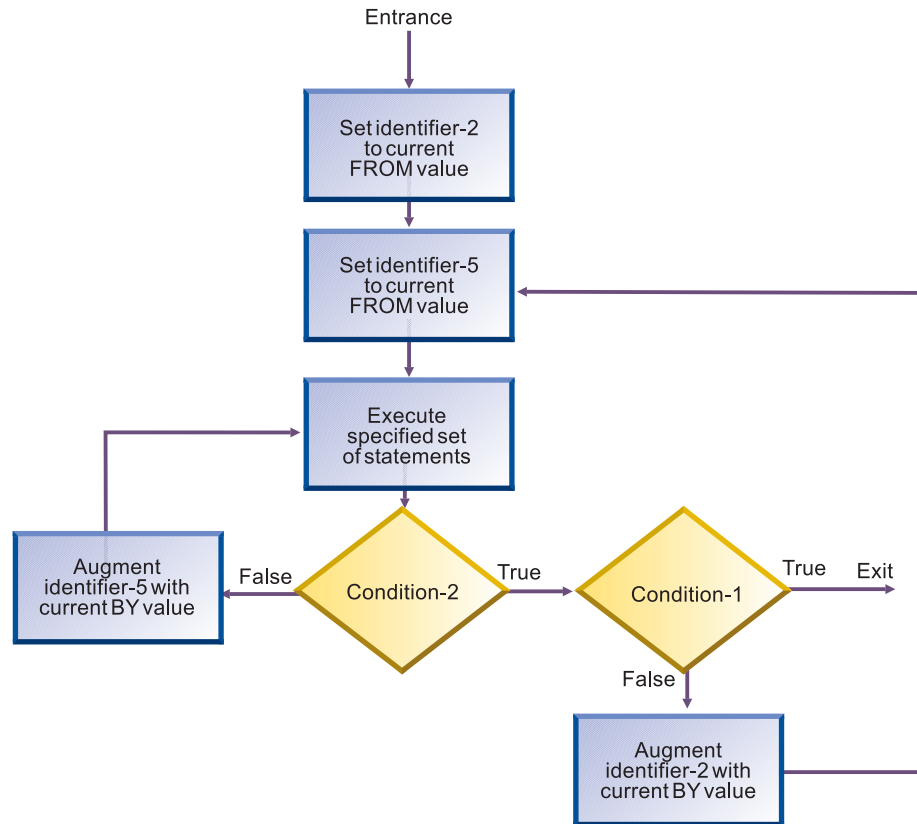 Entrance
Set identifier-2
to current
FROM value
Set identifier-5
to current
FROM value
Execute
specified set
of statements
Augment
identifier-5 with
current BY value
False
Condition-2
True
Condition-1
True
Exit
False
Augment
identifier-2 with
current BY value